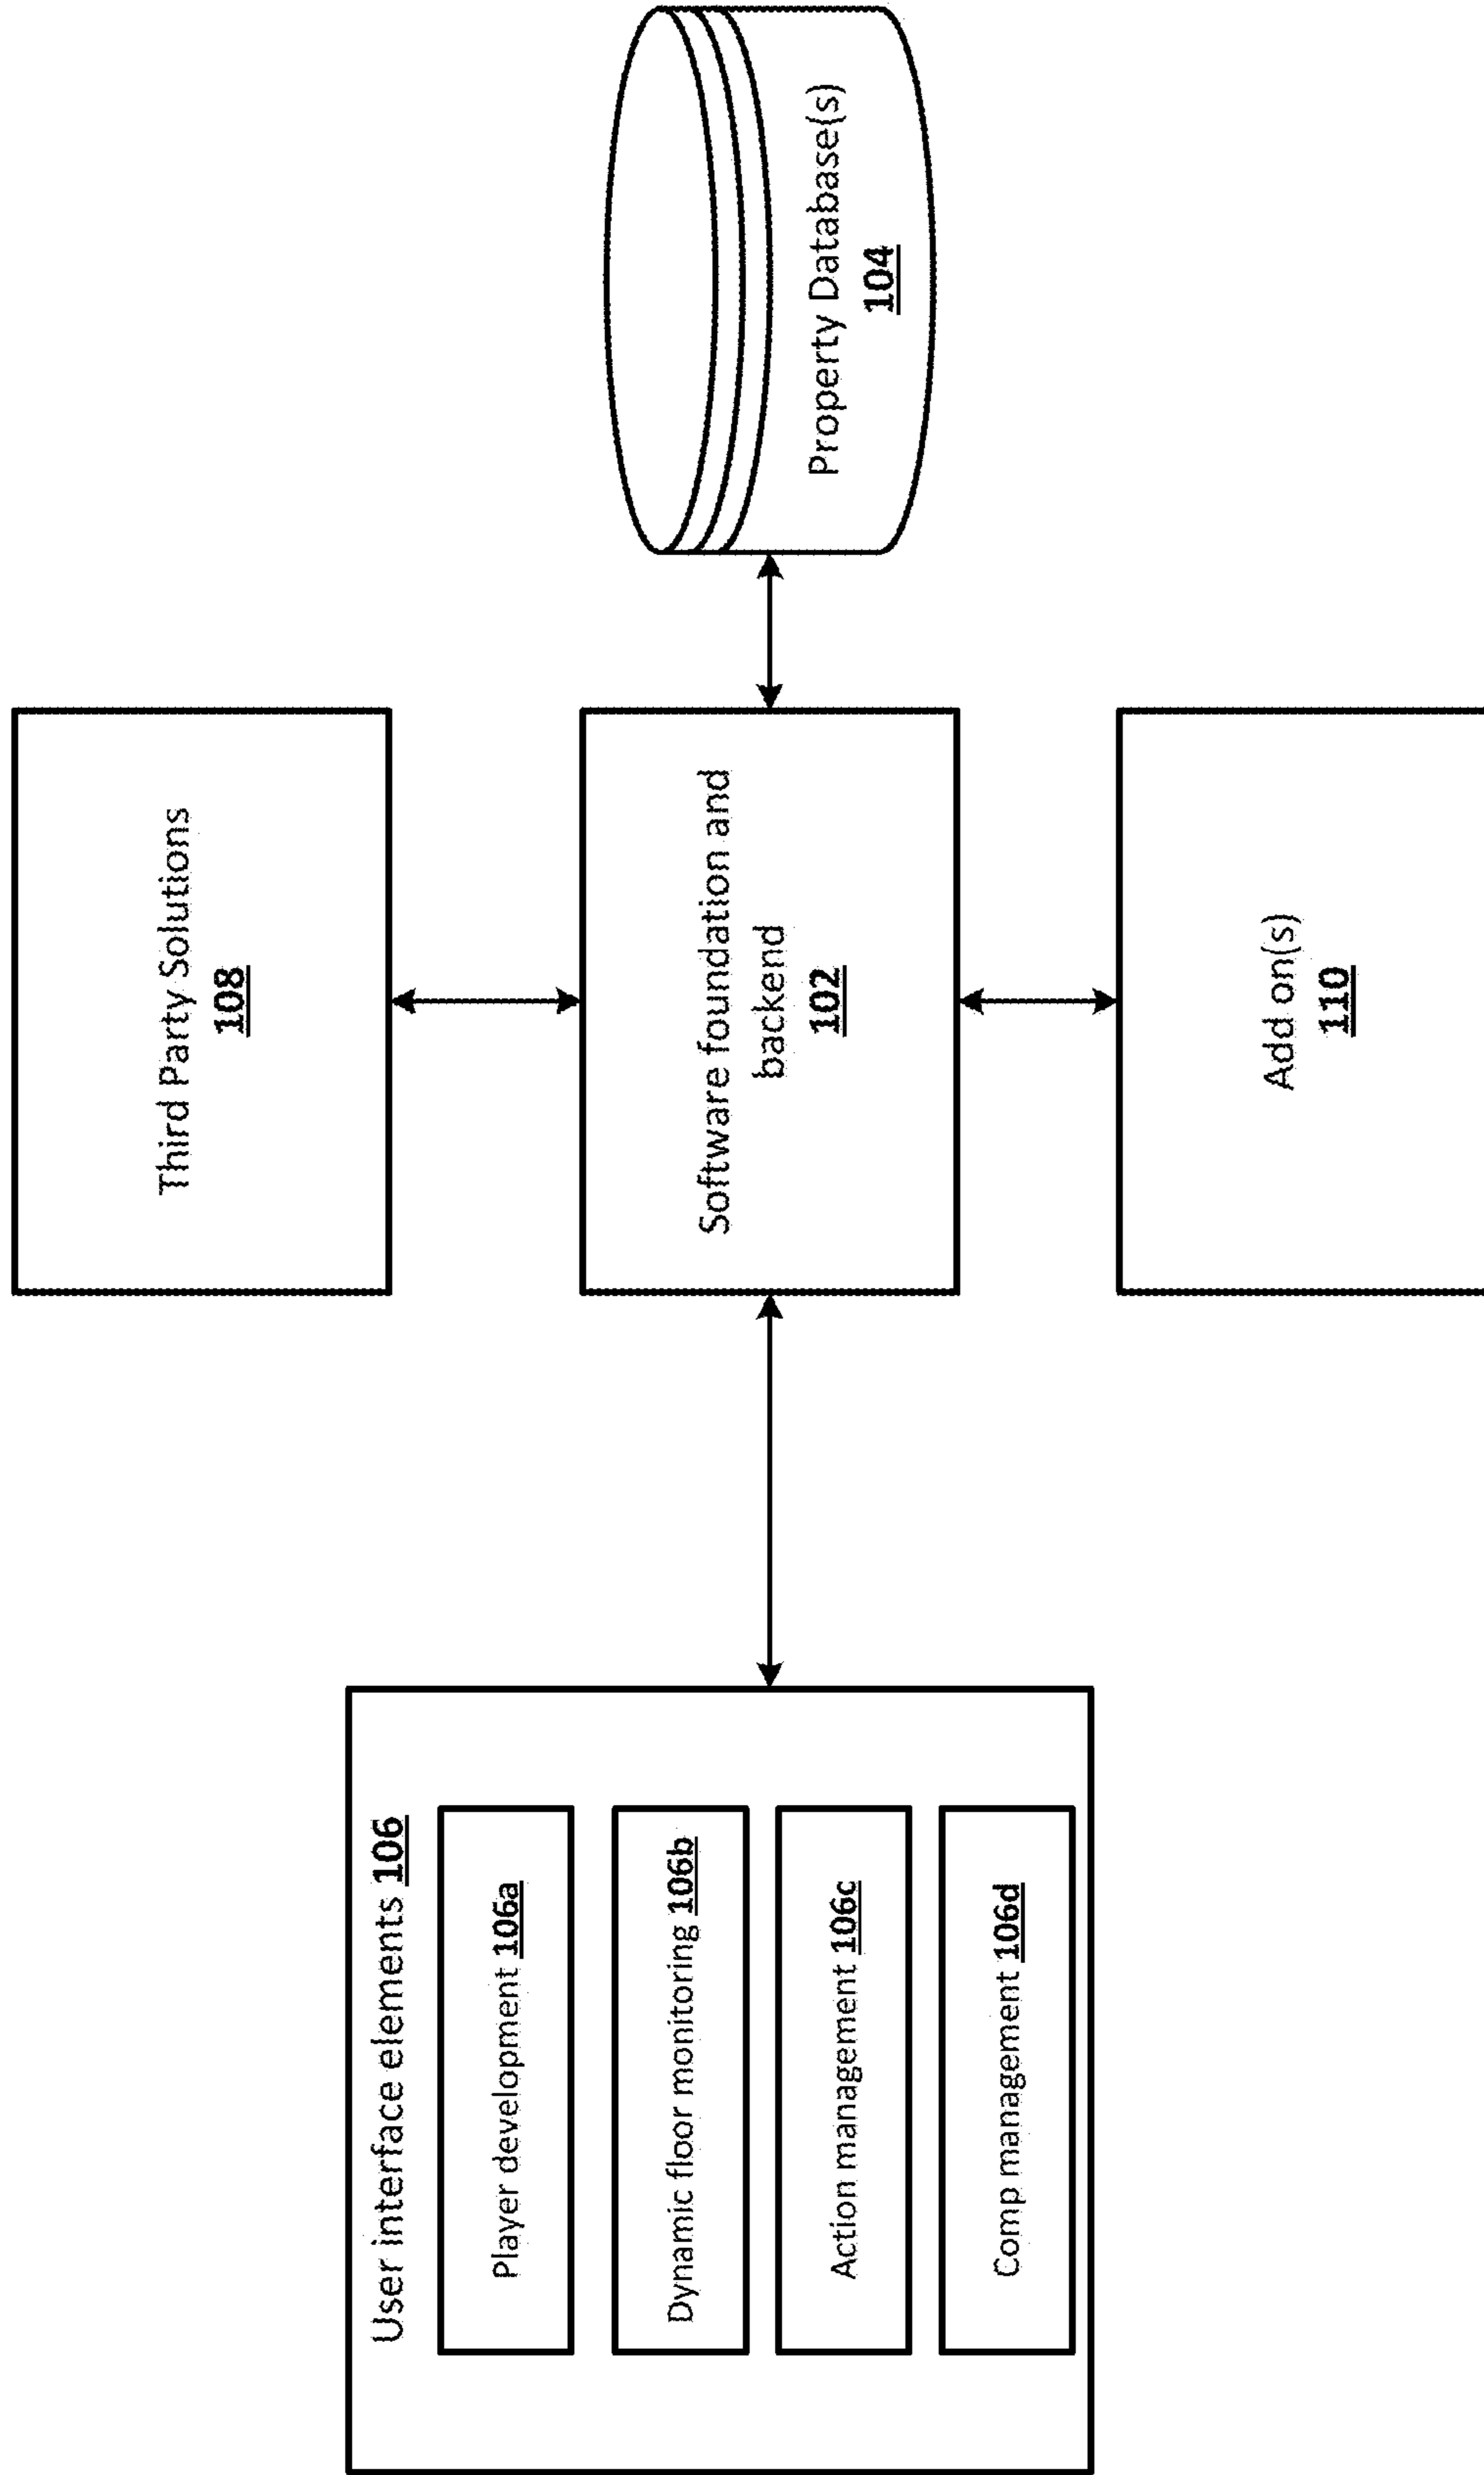 Third Party Solutions
108
User interface elements 106
Player development 106a
Dynamic floor monitoring 106b
Action management 106c
Comp management 106d
Software foundation and
backend
102
Property Database(s)
104
Add on(s)
110